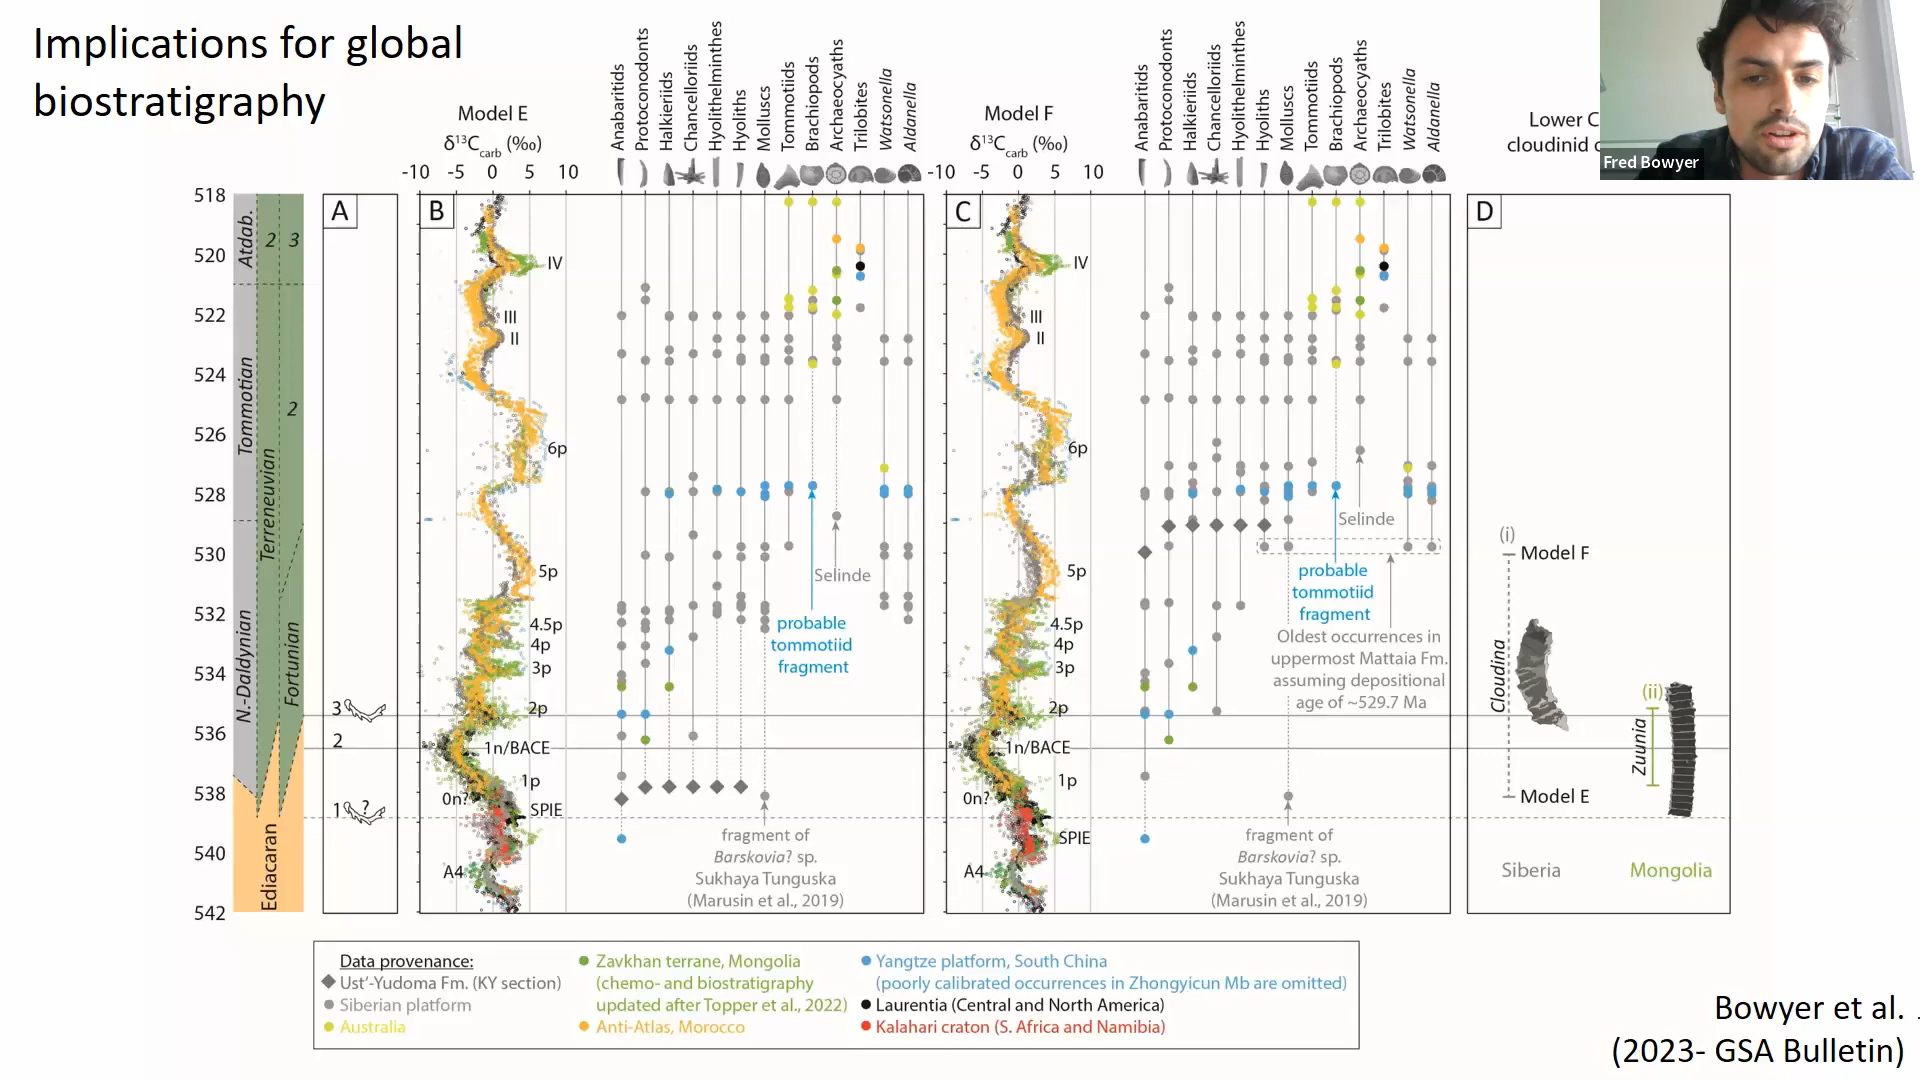 Implications for global
biostratigraphy
Fred Bowyer
Model E
δ¹³Ccarb (‰)
-10 -5 0 5 10
Anabaritids
Protoconodonts
Halkieriids
Chancelloriids
Hyolithelminthes
Hyoliths
Molluscs
Tommotiids
Brachiopods
Archaeocyaths
Trilobites
Watsonella
Aldanella
Model F
δ¹³Ccarb (‰)
-10 -5 0 5 10
Anabaritids
Protoconodonts
Halkieriids
Chancelloriids
Hyolithelminthes
Hyoliths
Molluscs
Tommotiids
Brachiopods
Archaeocyaths
Trilobites
Watsonella
Aldanella
Lower C
cloudinid
518
520
522
524
526
528
530
532
534
536
538
540
542
Atdab.
Tommotian
N.-Daldynian
2
3
2
Terreneuvian
Fortunian
Ediacaran
A
3
2
1
?
B
IV
III
II
6p
5p
4.5p
4p
3p
2p
1n/BACE
1p
0n?
SPIE
A4
Selinde
probable
tommotiid
fragment
fragment of
Barskovia? sp.
Sukhaya Tunguska
(Marusin et al., 2019)
C
IV
III
II
6p
5p
4.5p
4p
3p
2p
1n/BACE
1p
0n?
SPIE
A4
Selinde
probable
tommotiid
fragment
Oldest occurrences in
uppermost Mattaia Fm.
assuming depositional
age of ~529.7 Ma
fragment of
Barskovia? sp.
Sukhaya Tunguska
(Marusin et al., 2019)
D
(i)
Model F
Cloudina
(ii)
Zuunia
Model E
Siberia
Mongolia
Data provenance:
Ust'-Yudoma Fm. (KY section)
Siberian platform
Australia
Zavkhan terrane, Mongolia
(chemo- and biostratigraphy
updated after Topper et al., 2022)
Anti-Atlas, Morocco
Yangtze platform, South China
(poorly calibrated occurrences in Zhongyicun Mb are omitted)
Laurentia (Central and North America)
Kalahari craton (S. Africa and Namibia)
Bowyer et al.
(2023- GSA Bulletin)